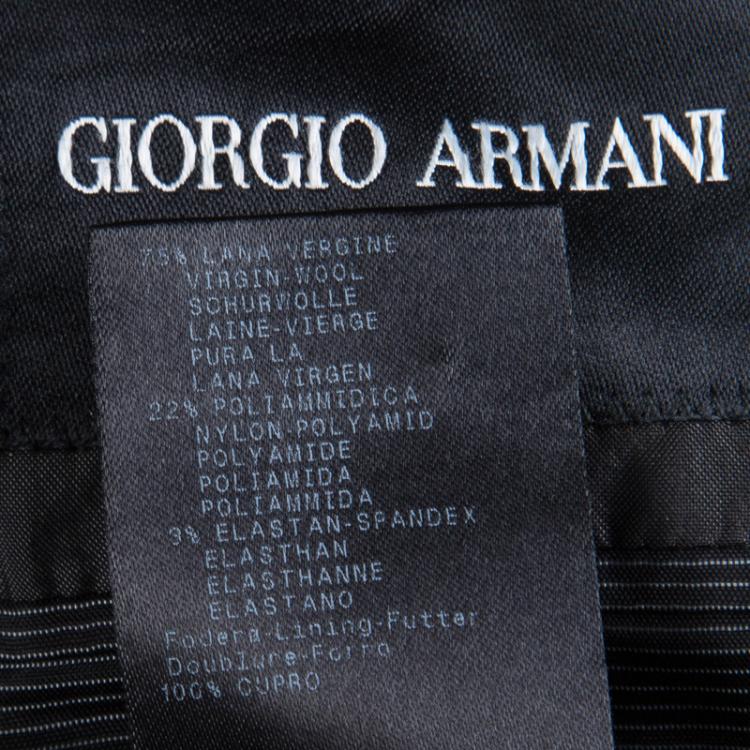 GIORGIO ARMANI
75% LANA VERGINE
VIRGIN-WOOL
SCHURWOLLE
LAINE-VIERGE
PURA LA
LANA VIRGEN
22% POLIAMMIDICA
NYLON-POLYAMID
POLYAMIDE
POLIAMIDA
POLIAMMIDA
3% ELASTAN-SPANDEX
ELASTHAN
ELASTHANNE
ELASTANO
Fodera-Lining-Futter
Doublure-Forro
100% CUPRO